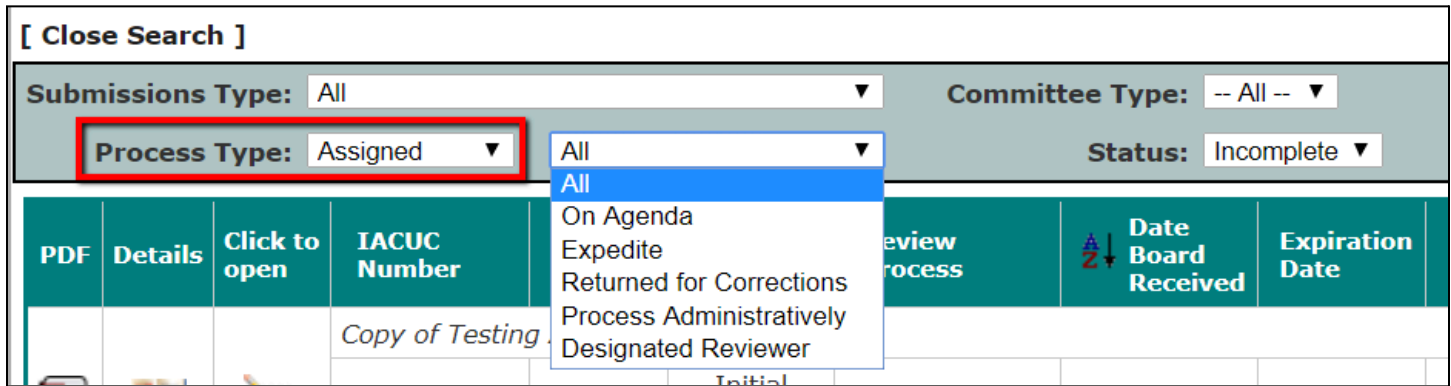 [ Close Search ]
Submissions Type: All Committee Type: -- All --
Process Type: Assigned All Status: Incomplete
All
On Agenda
Expedite
Returned for Corrections
Process Administratively
Designated Reviewer
PDF Details Click to open IACUC Number Date Board Received Expiration Date
Copy of Testing
Initial